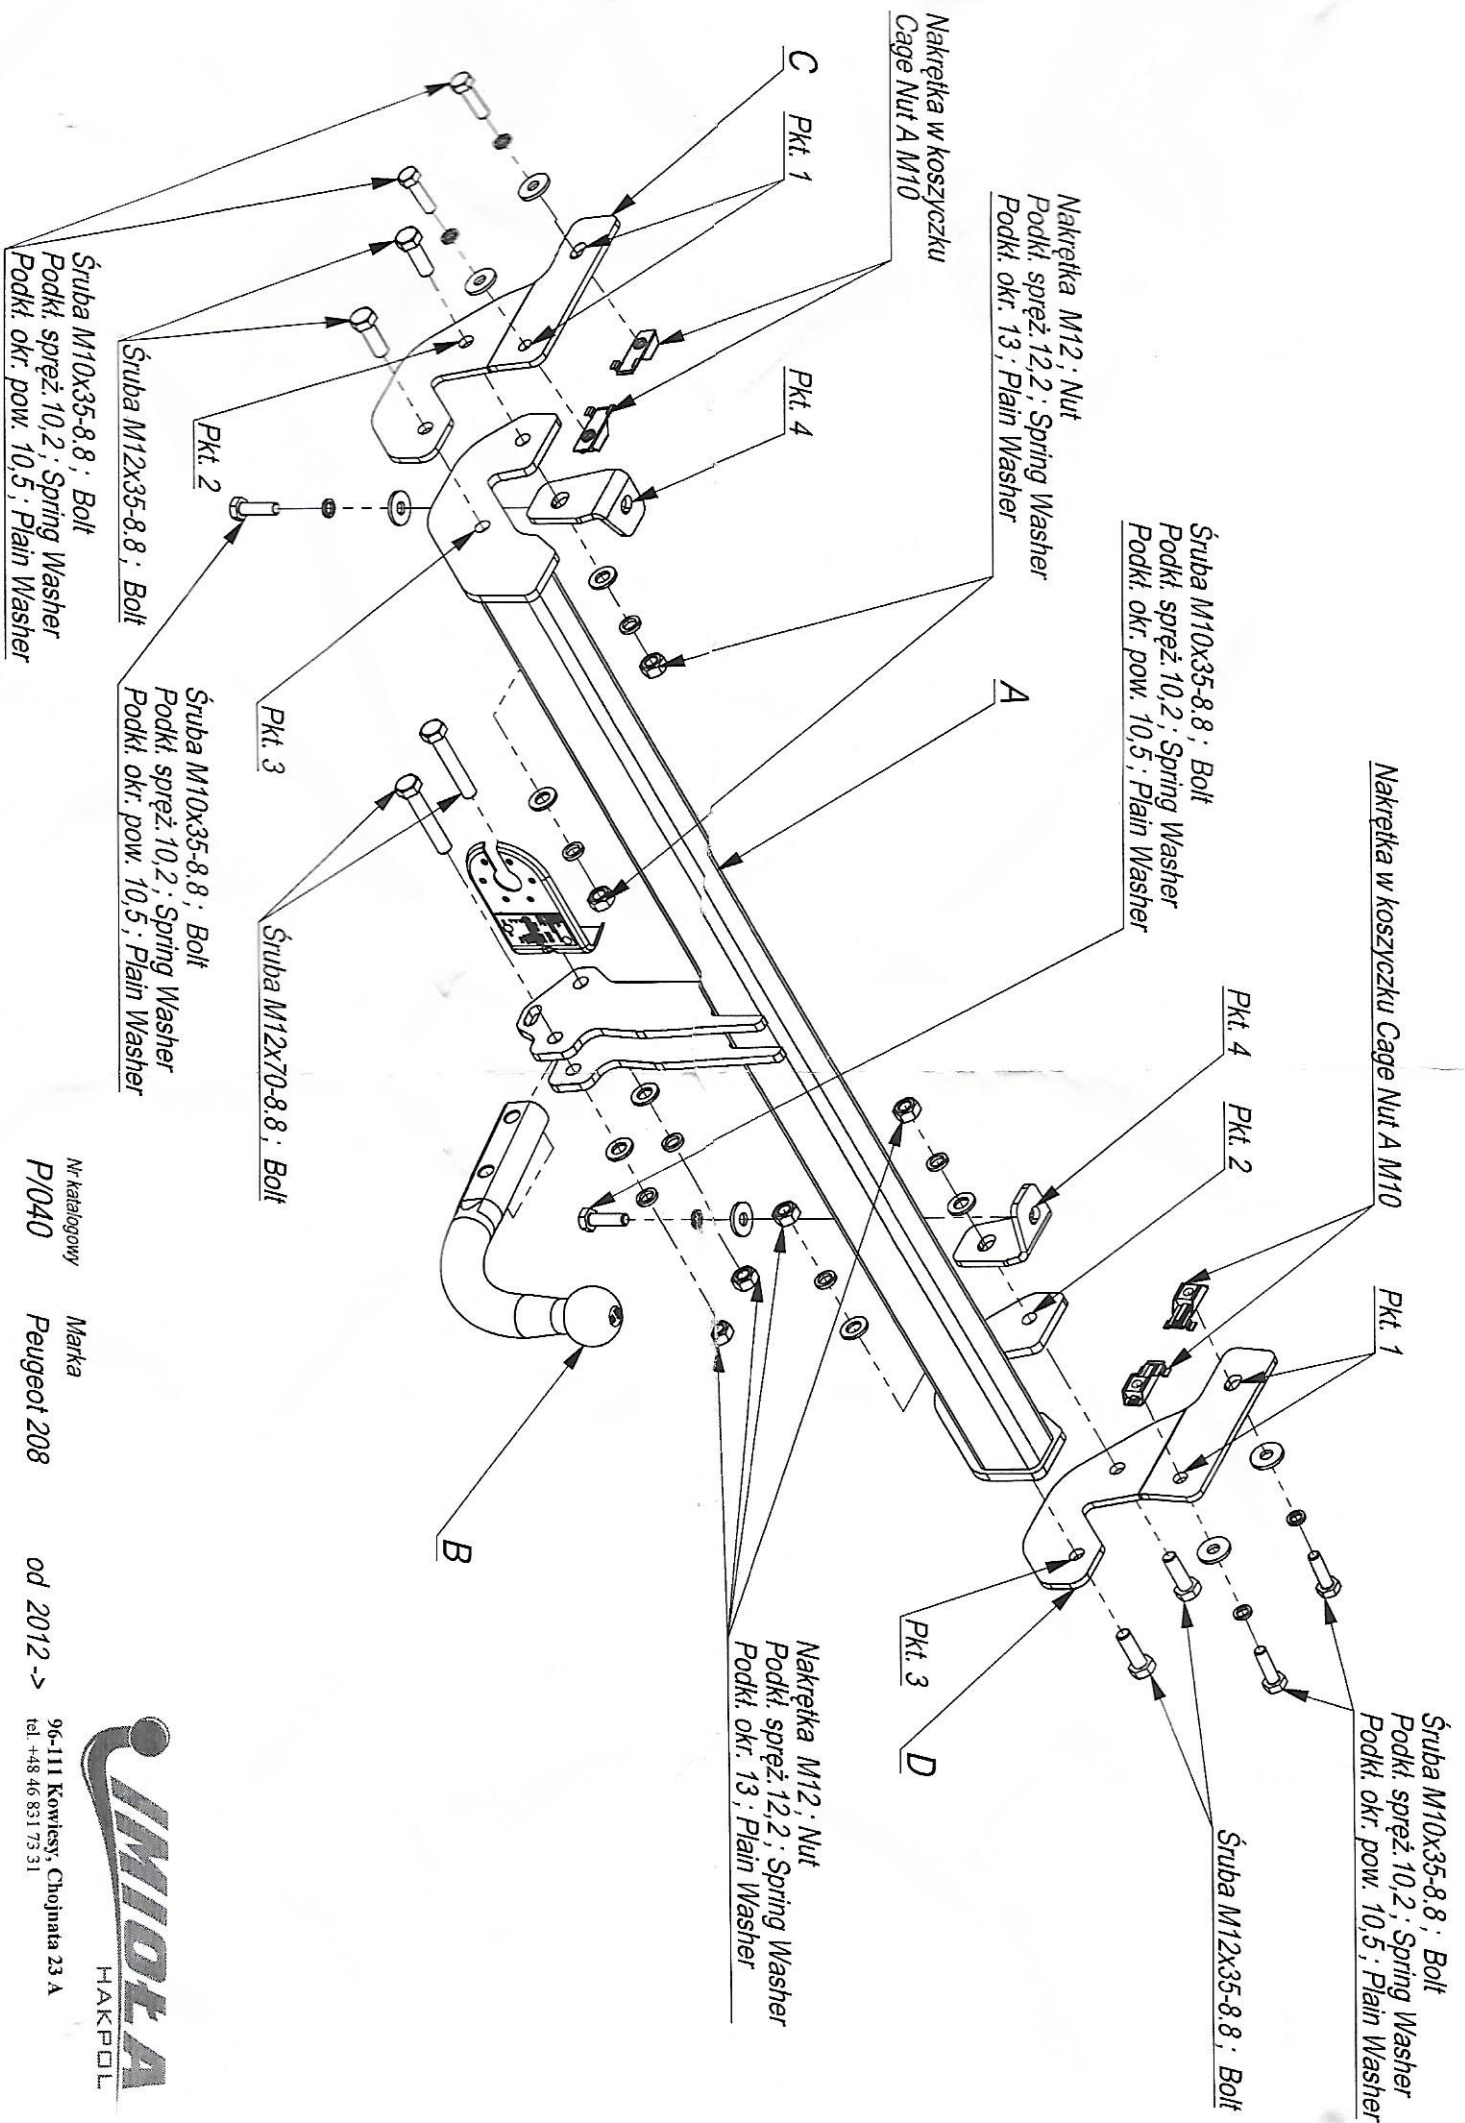 Śruba M10x35-8.8 ; Bolt
Podkł. spręż.10,2 ; Spring Washer
Podkł. okr. pow. 10,5 ; Plain Washer
Śruba M12x35-8.8 ; Bolt
Nakrętka w koszyczku Cage Nut A M10
Pkt. 1
Pkt. 4
Pkt. 2
Śruba M10x35-8.8 ; Bolt
Podkł. spręż.10,2 ; Spring Washer
Podkł. okr. pow. 10,5 ; Plain Washer
Nakrętka M12 ; Nut
Podkł. spręż.12,2 ; Spring Washer
Podkł. okr. 13 ; Plain Washer
Nakrętka w koszyczku
Cage Nut A M10
A
Pkt. 3
D
C
Pkt. 1
Pkt. 4
Nakrętka M12 ; Nut
Podkł. spręż.12,2 ; Spring Washer
Podkł. okr. 13 ; Plain Washer
B
Pkt. 2
Pkt. 3
Śruba M12x70-8.8 ; Bolt
Śruba M10x35-8.8 ; Bolt
Podkł. spręż.10,2 ; Spring Washer
Podkł. okr. pow. 10,5 ; Plain Washer
Śruba M12x35-8.8 ; Bolt
Śruba M10x35-8.8 ; Bolt
Podkł. spręż.10,2 ; Spring Washer
Podkł. okr. pow. 10,5 ; Plain Washer
Nr katalogowy
P/040
Marka
Peugeot 208
od 2012 ->
IMIOŁA
HAKPOL
96-111 Kowiesy, Chojnata 23 A
tel. +48 46 831 73 31